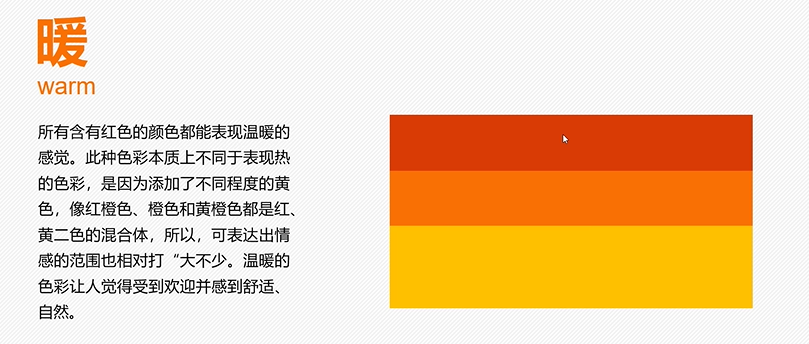 暖
warm
所有含有红色的颜色都能表现温暖的
感觉。此种色彩本质上不同于表现热
的色彩，是因为添加了不同程度的黄
色，像红橙色、橙色和黄橙色都是红、
黄二色的混合体，所以，可表达出情
感的范围也相对打“大不少。温暖的
色彩让人觉得受到欢迎并感到舒适、
自然。